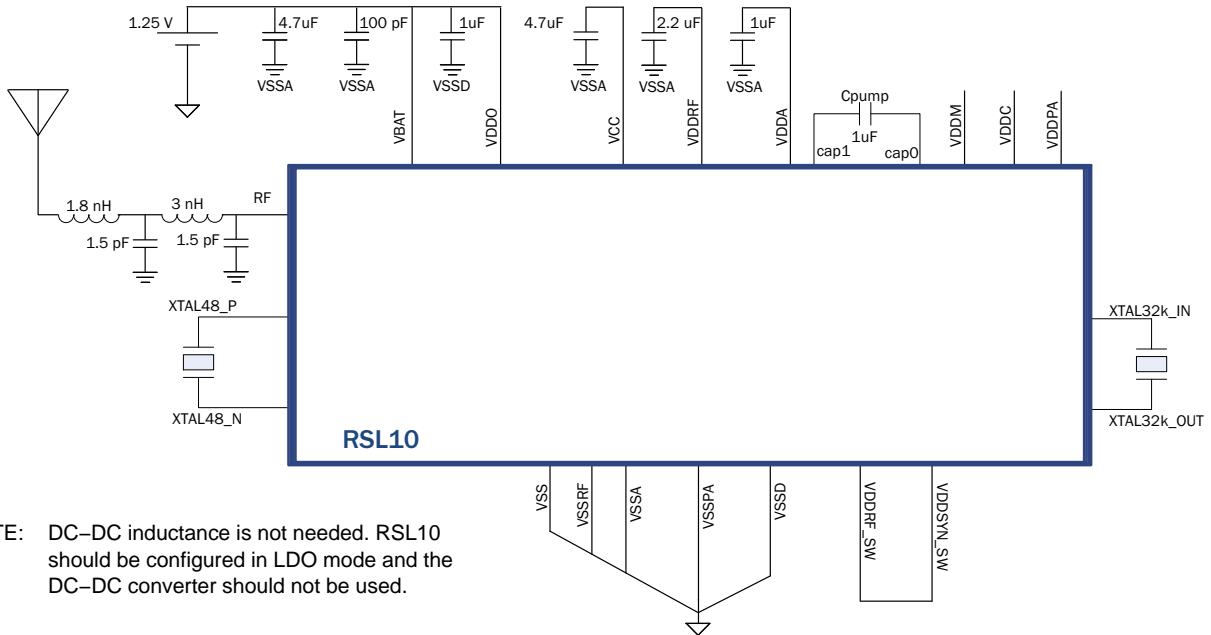 1.25 V
4.7uF
100 pF
1uF
4.7uF
2.2 uF
1uF
VSSA
VSSA
VSSD
VSSA
VSSA
VSSA
VBAT
VDDO
VCC
VDDRF
VDDA
Cpump
1uF
cap1
cap0
VDDM
VDDC
VDDPA
1.8 nH
3 nH
RF
1.5 pF
1.5 pF
XTAL48_P
XTAL48_N
XTAL32k_IN
XTAL32k_OUT
RSL10
VSS
VSSRF
VSSA
VSSPA
VSSD
VDDRF_SW
VDDSYN_SW
TE: DC−DC inductance is not needed. RSL10
should be configured in LDO mode and the
DC−DC converter should not be used.